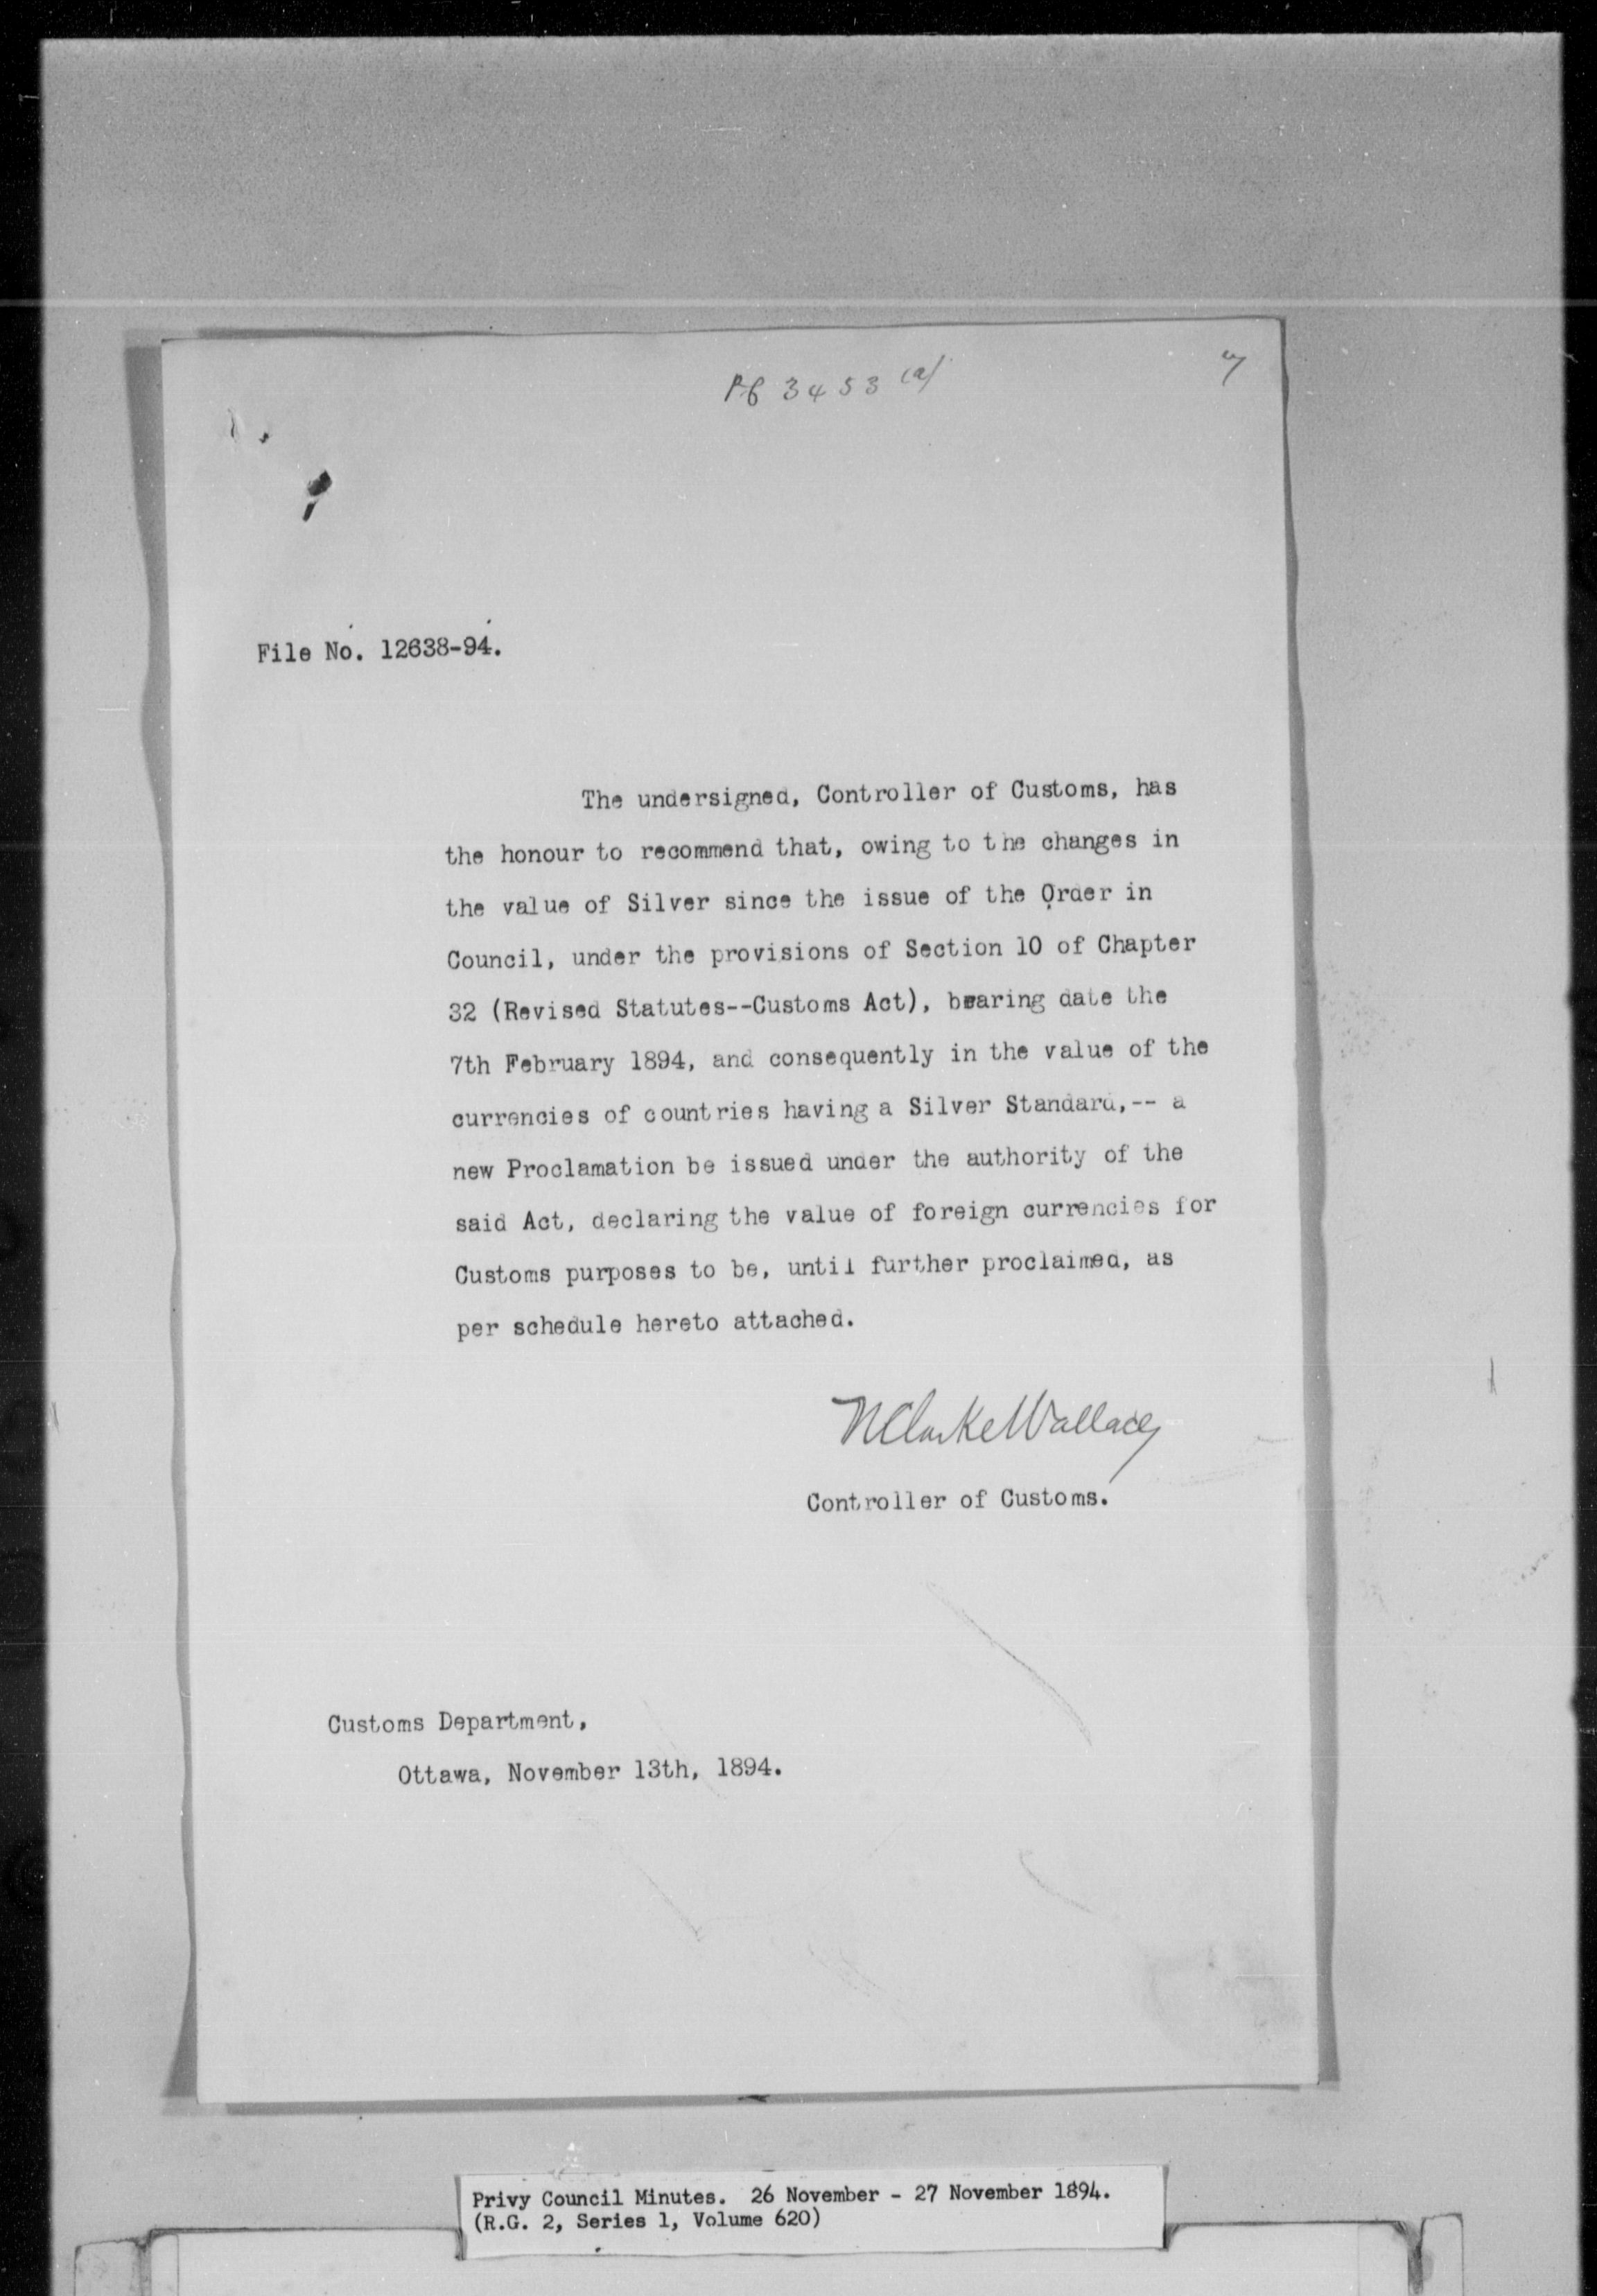 3453 (a)
File No. 12638-94.
The undersigned, Controller of Customs, has
the honour to recommend that, owing to the changes in
the value of Silver since the issue of the Order in
Council, under the provisions of Section 10 of Chapter
32 (Revised Statutes--Customs Act), bearing date the
7th February 1894, and consequently in the value of the
currencies of countries having a Silver Standard,-- a
new Proclamation be issued under the authority of the
said Act, declaring the value of foreign currencies for
Customs purposes to be, until further proclaimed, as
per schedule hereto attached.
N Clarke Wallace
Controller of Customs.
Customs Department,
Ottawa, November 13th, 1894.
Privy Council Minutes. 26 November - 27 November 1894.
(R.G. 2, Series 1, Volume 620)